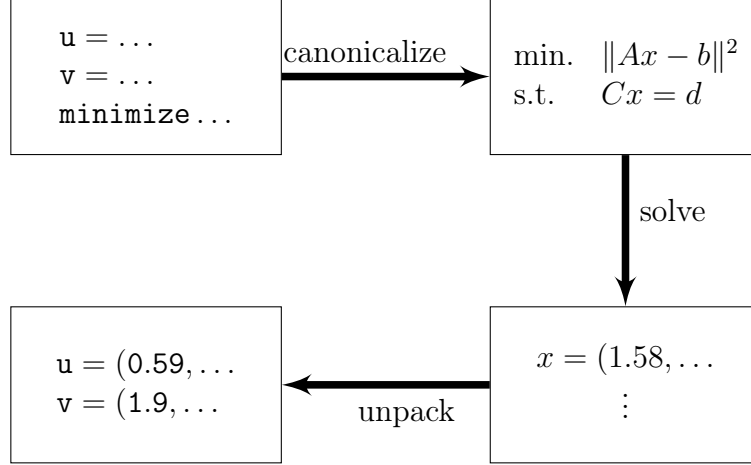 u = ...
v = ...
minimize ...
canonicalize
min. ‖Ax − b‖²
s.t. Cx = d
solve
x = (1.58, ...
⋮
unpack
u = (0.59, ...
v = (1.9, ...